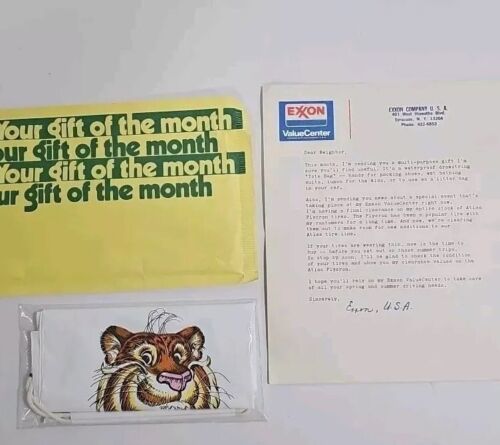 Your gift of the month
our gift of the month
Your gift of the month
ur gift of the month
EXXON
ValueCenter
EXXON COMPANY U. S. A.
Syracuse, N. Y. 13204
Dear Neighbor,
This month, I'm sending you a multi-purpose gift I'm
sure you'll find useful. It's a waterproof drawstring
for packing shoes, wet bathing
suits, lunch for the kids, or to use as a litter bag
in your car.
Also, I'm sending you news about a special event that's
taking place at my Exxon ValueCenter right now.
I'm having a final clearance on my entire stock of Atlas
Plycron tires. The Plycron has been a popular tire with
my customers for a long time. And now, we're clearing
them out to make room for new additions to our
Atlas tire line.
If your tires are wearing thin, now is the time to
buy before you set out on those summer trips.
Stop by soon. I'll be glad to check the condition
of your tires and show you my clearance values on the
Atlas Plycron.
I hope you'll rely on my Exxon ValueCenter to take care
of all your spring and summer driving needs.
Sincerely,
Exxon, U.S.A.